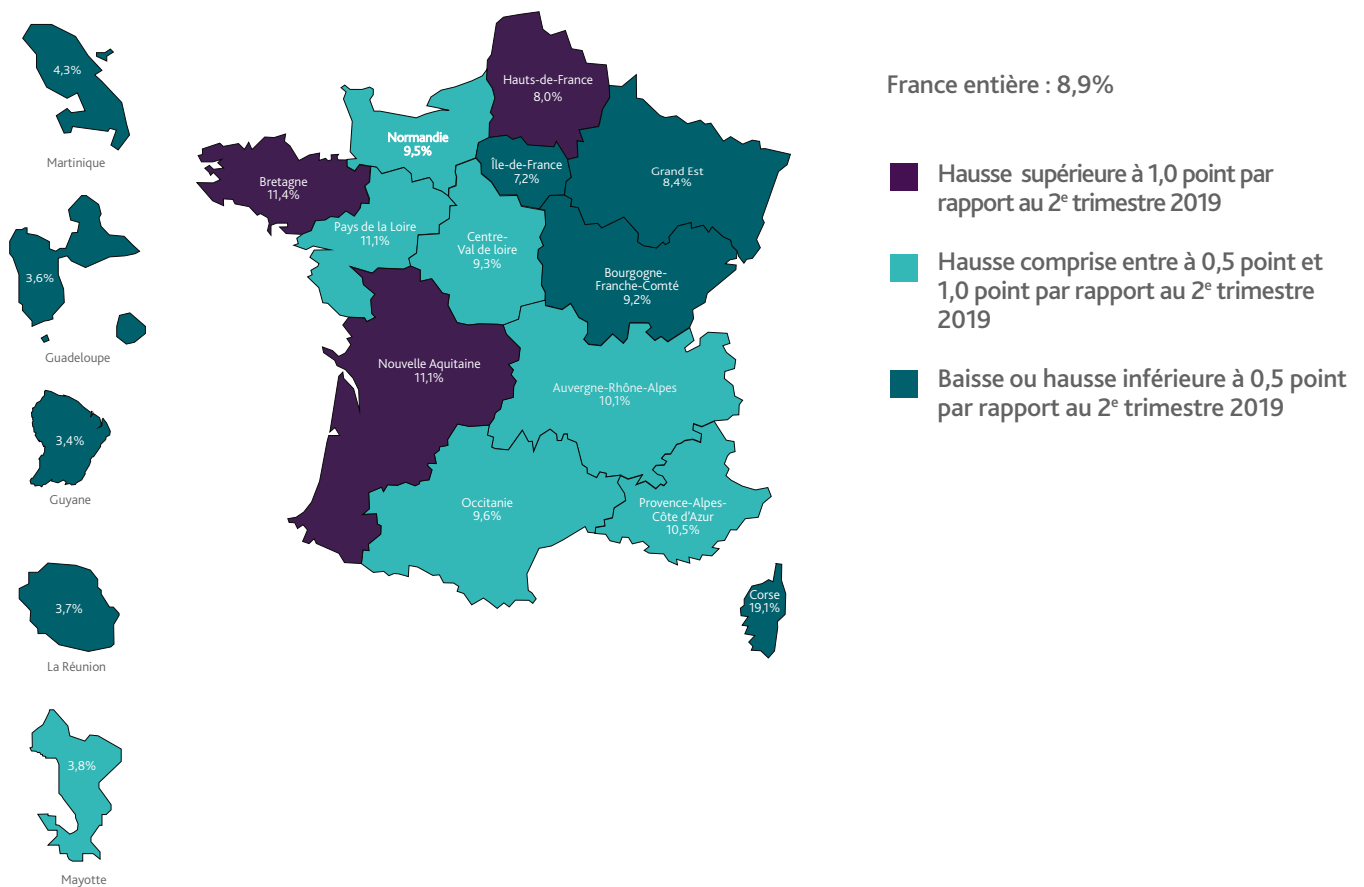 4,3%
Martinique
3,6%
Guadeloupe
3,4%
Guyane
3,7%
La Réunion
3,8%
Mayotte
Hauts-de-France
8,0%
Normandie
9,5%
Île-de-France
7,2%
Grand Est
8,4%
Bretagne
11,4%
Pays de la Loire
11,1%
Centre-
Val de loire
9,3%
Bourgogne-
Franche-Comté
9,2%
Nouvelle Aquitaine
11,1%
Auvergne-Rhône-Alpes
10,1%
Occitanie
9,6%
Provence-Alpes-
Côte d'Azur
10,5%
Corse
19,1%
France entière : 8,9%
Hausse supérieure à 1,0 point par
rapport au 2e trimestre 2019
Hausse comprise entre à 0,5 point et
1,0 point par rapport au 2e trimestre
2019
Baisse ou hausse inférieure à 0,5 point
par rapport au 2e trimestre 2019